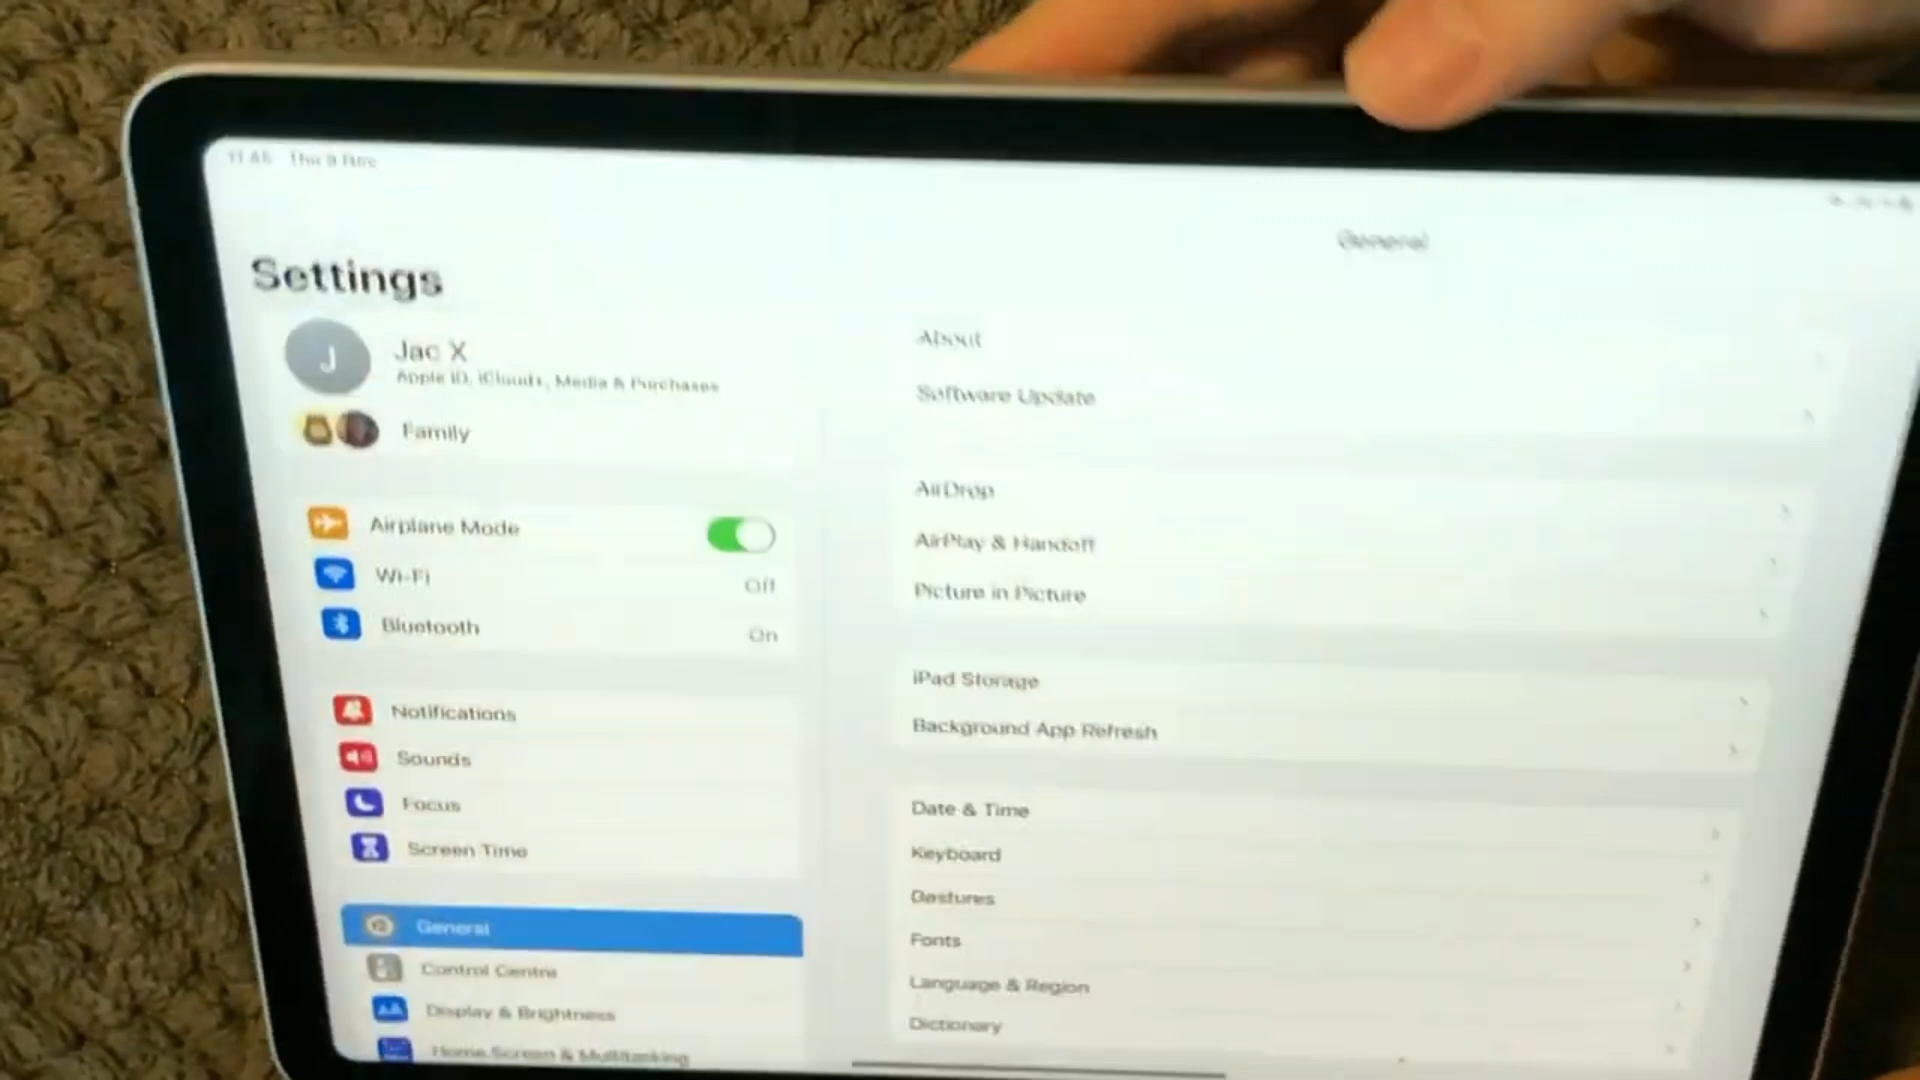 General
Settings
J
Jac X
Apple ID, iCloud+, Media & Purchases
Family
Airplane Mode
Wi-Fi
Off
Bluetooth
On
Notifications
Sounds
Focus
Screen Time
General
Control Centre
Display & Brightness
Home Screen & Multitasking
About
Software Update
AirDrop
AirPlay & Handoff
Picture in Picture
iPad Storage
Background App Refresh
Date & Time
Keyboard
Gestures
Fonts
Language & Region
Dictionary